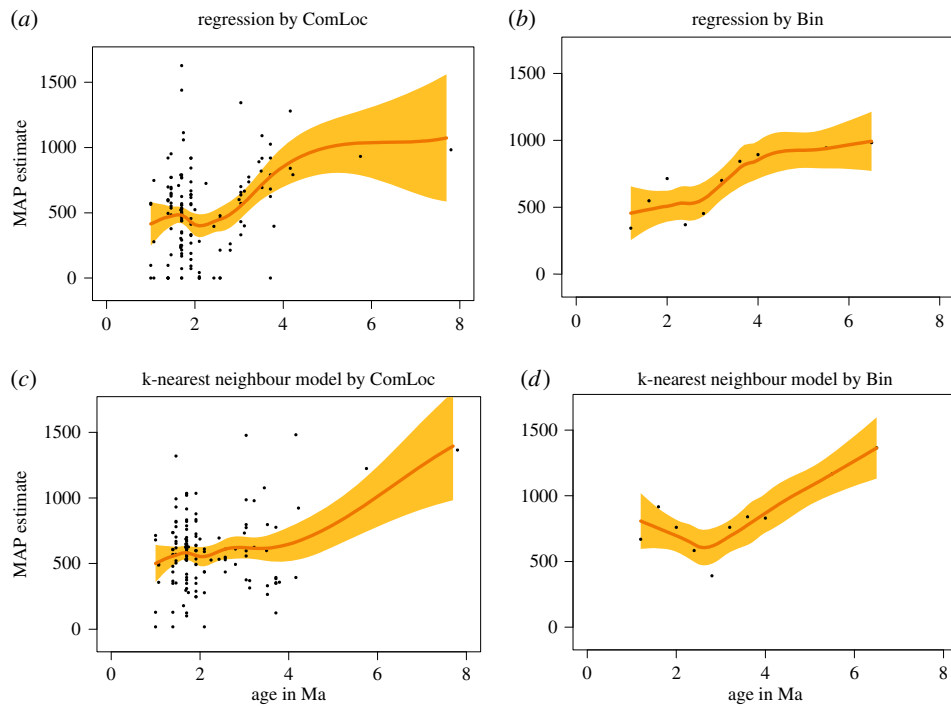 (a) regression by ComLoc
(b) regression by Bin
MAP estimate
1500
1000
500
0
0 2 4 6 8
1500
1000
500
0
0 2 4 6 8
(c) k-nearest neighbour model by ComLoc
(d) k-nearest neighbour model by Bin
MAP estimate
1500
1000
500
0
0 2 4 6 8
age in Ma
1500
1000
500
0
0 2 4 6 8
age in Ma